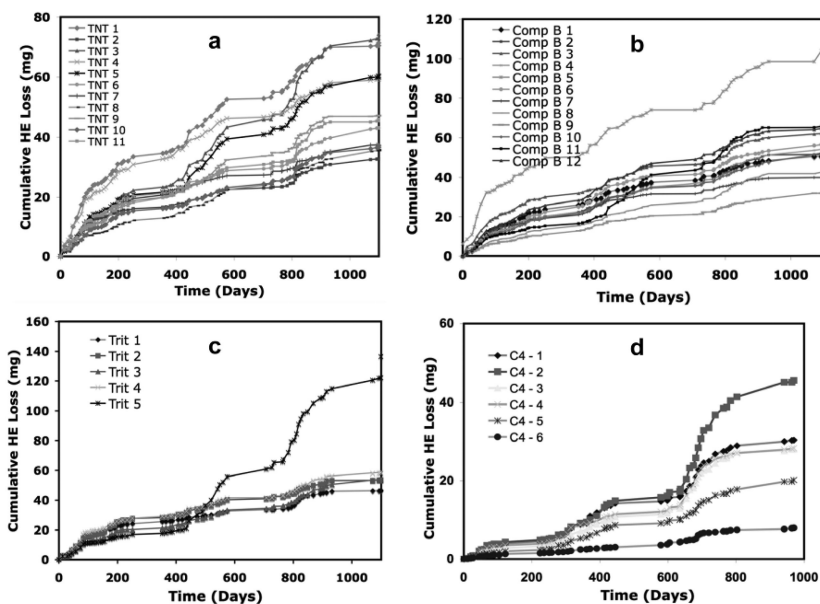 a
Cumulative HE Loss (mg)
80
60
40
20
0
TNT 1
TNT 2
TNT 3
TNT 4
TNT 5
TNT 6
TNT 7
TNT 8
TNT 9
TNT 10
TNT 11
0 200 400 600 800 1000
Time (Days)
b
Cumulative HE Loss (mg)
120
100
80
60
40
20
0
Comp B 1
Comp B 2
Comp B 3
Comp B 4
Comp B 5
Comp B 6
Comp B 7
Comp B 8
Comp B 9
Comp B 10
Comp B 11
Comp B 12
0 200 400 600 800 1000
Time (Days)
c
Cumulative HE Loss (mg)
160
140
120
100
80
60
40
20
0
Trit 1
Trit 2
Trit 3
Trit 4
Trit 5
0 200 400 600 800 1000
Time (Days)
d
Cumulative HE Loss (mg)
60
40
20
0
C4 - 1
C4 - 2
C4 - 3
C4 - 4
C4 - 5
C4 - 6
0 200 400 600 800 1000
Time (Days)